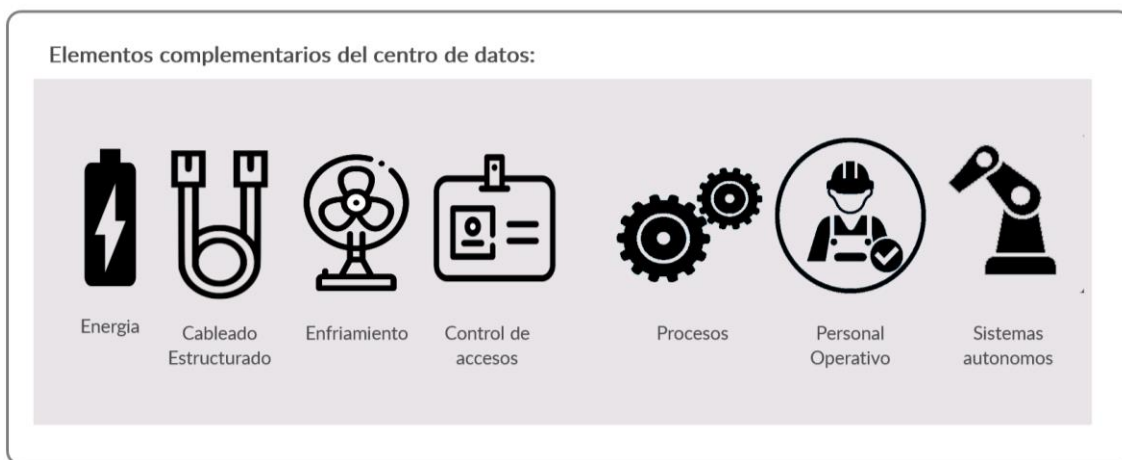 Elementos complementarios del centro de datos:
Energia
Cableado
Estructurado
Enfriamiento
Control de
accesos
Procesos
Personal
Operativo
Sistemas
autonomos